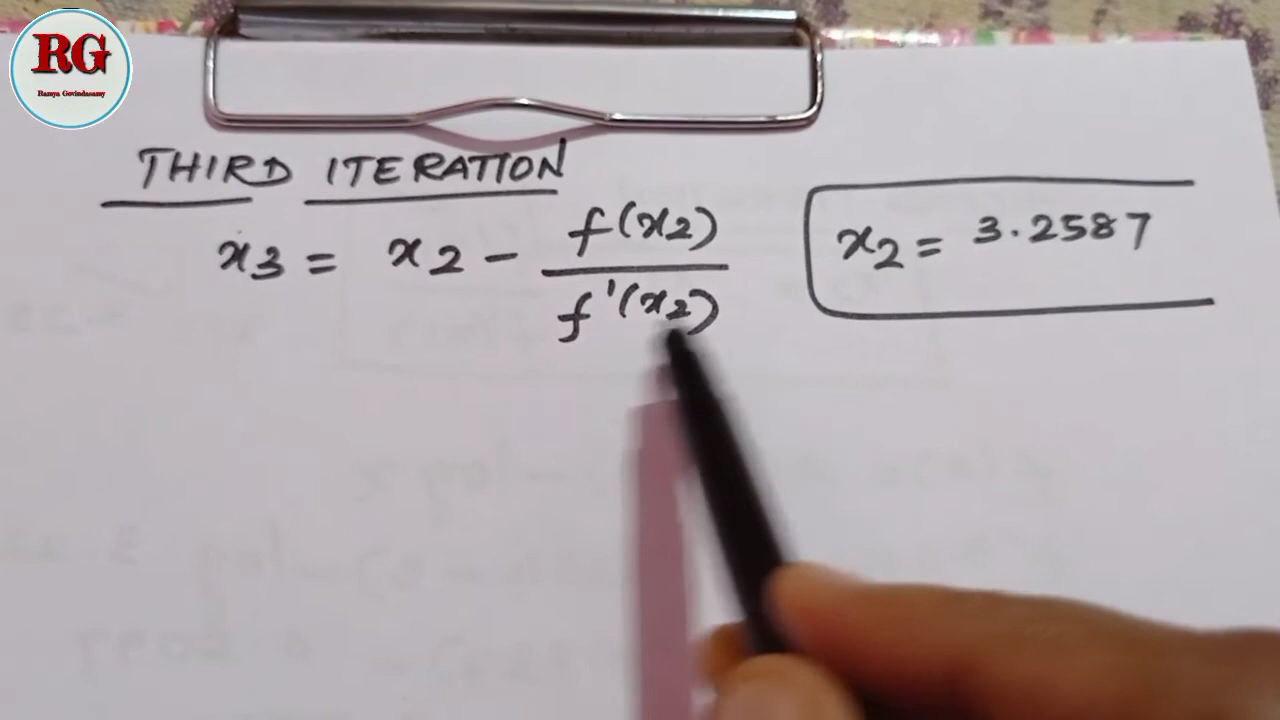 RG
Ramya Govindasamy
THIRD ITERATION
x3 = x2 - f(x2) / f'(x2)
x2 = 3.2587